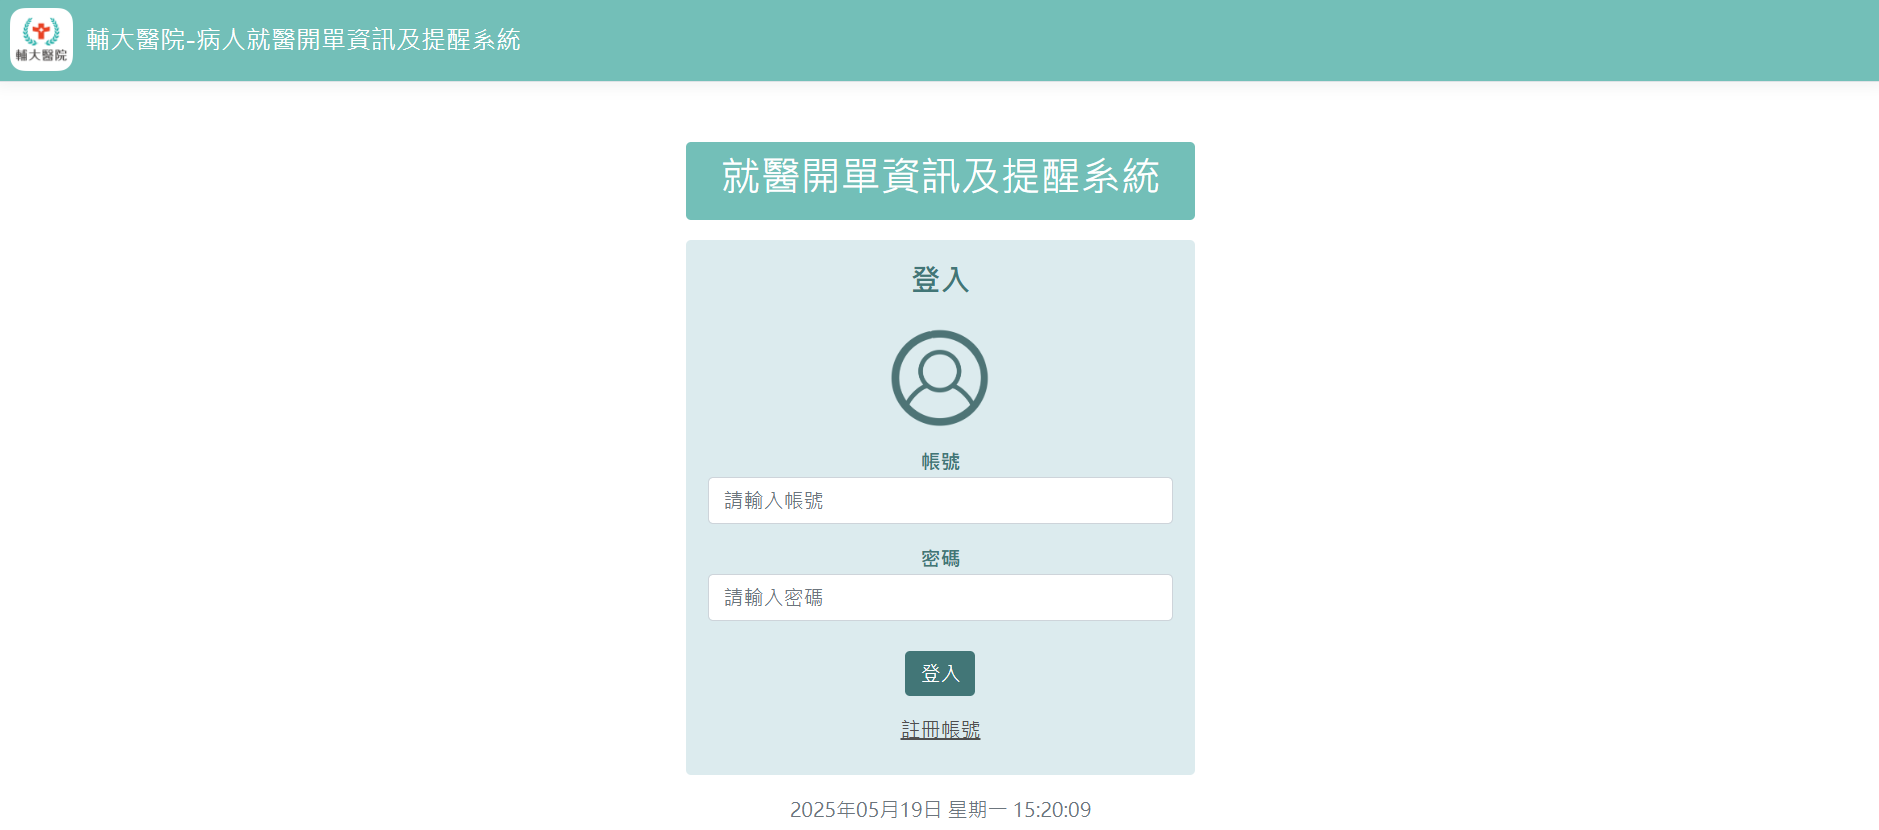 輔大醫院
輔大醫院-病人就醫開單資訊及提醒系統
就醫開單資訊及提醒系統
登入
帳號
請輸入帳號
密碼
請輸入密碼
登入
註冊帳號
2025年05月19日 星期一 15:20:09